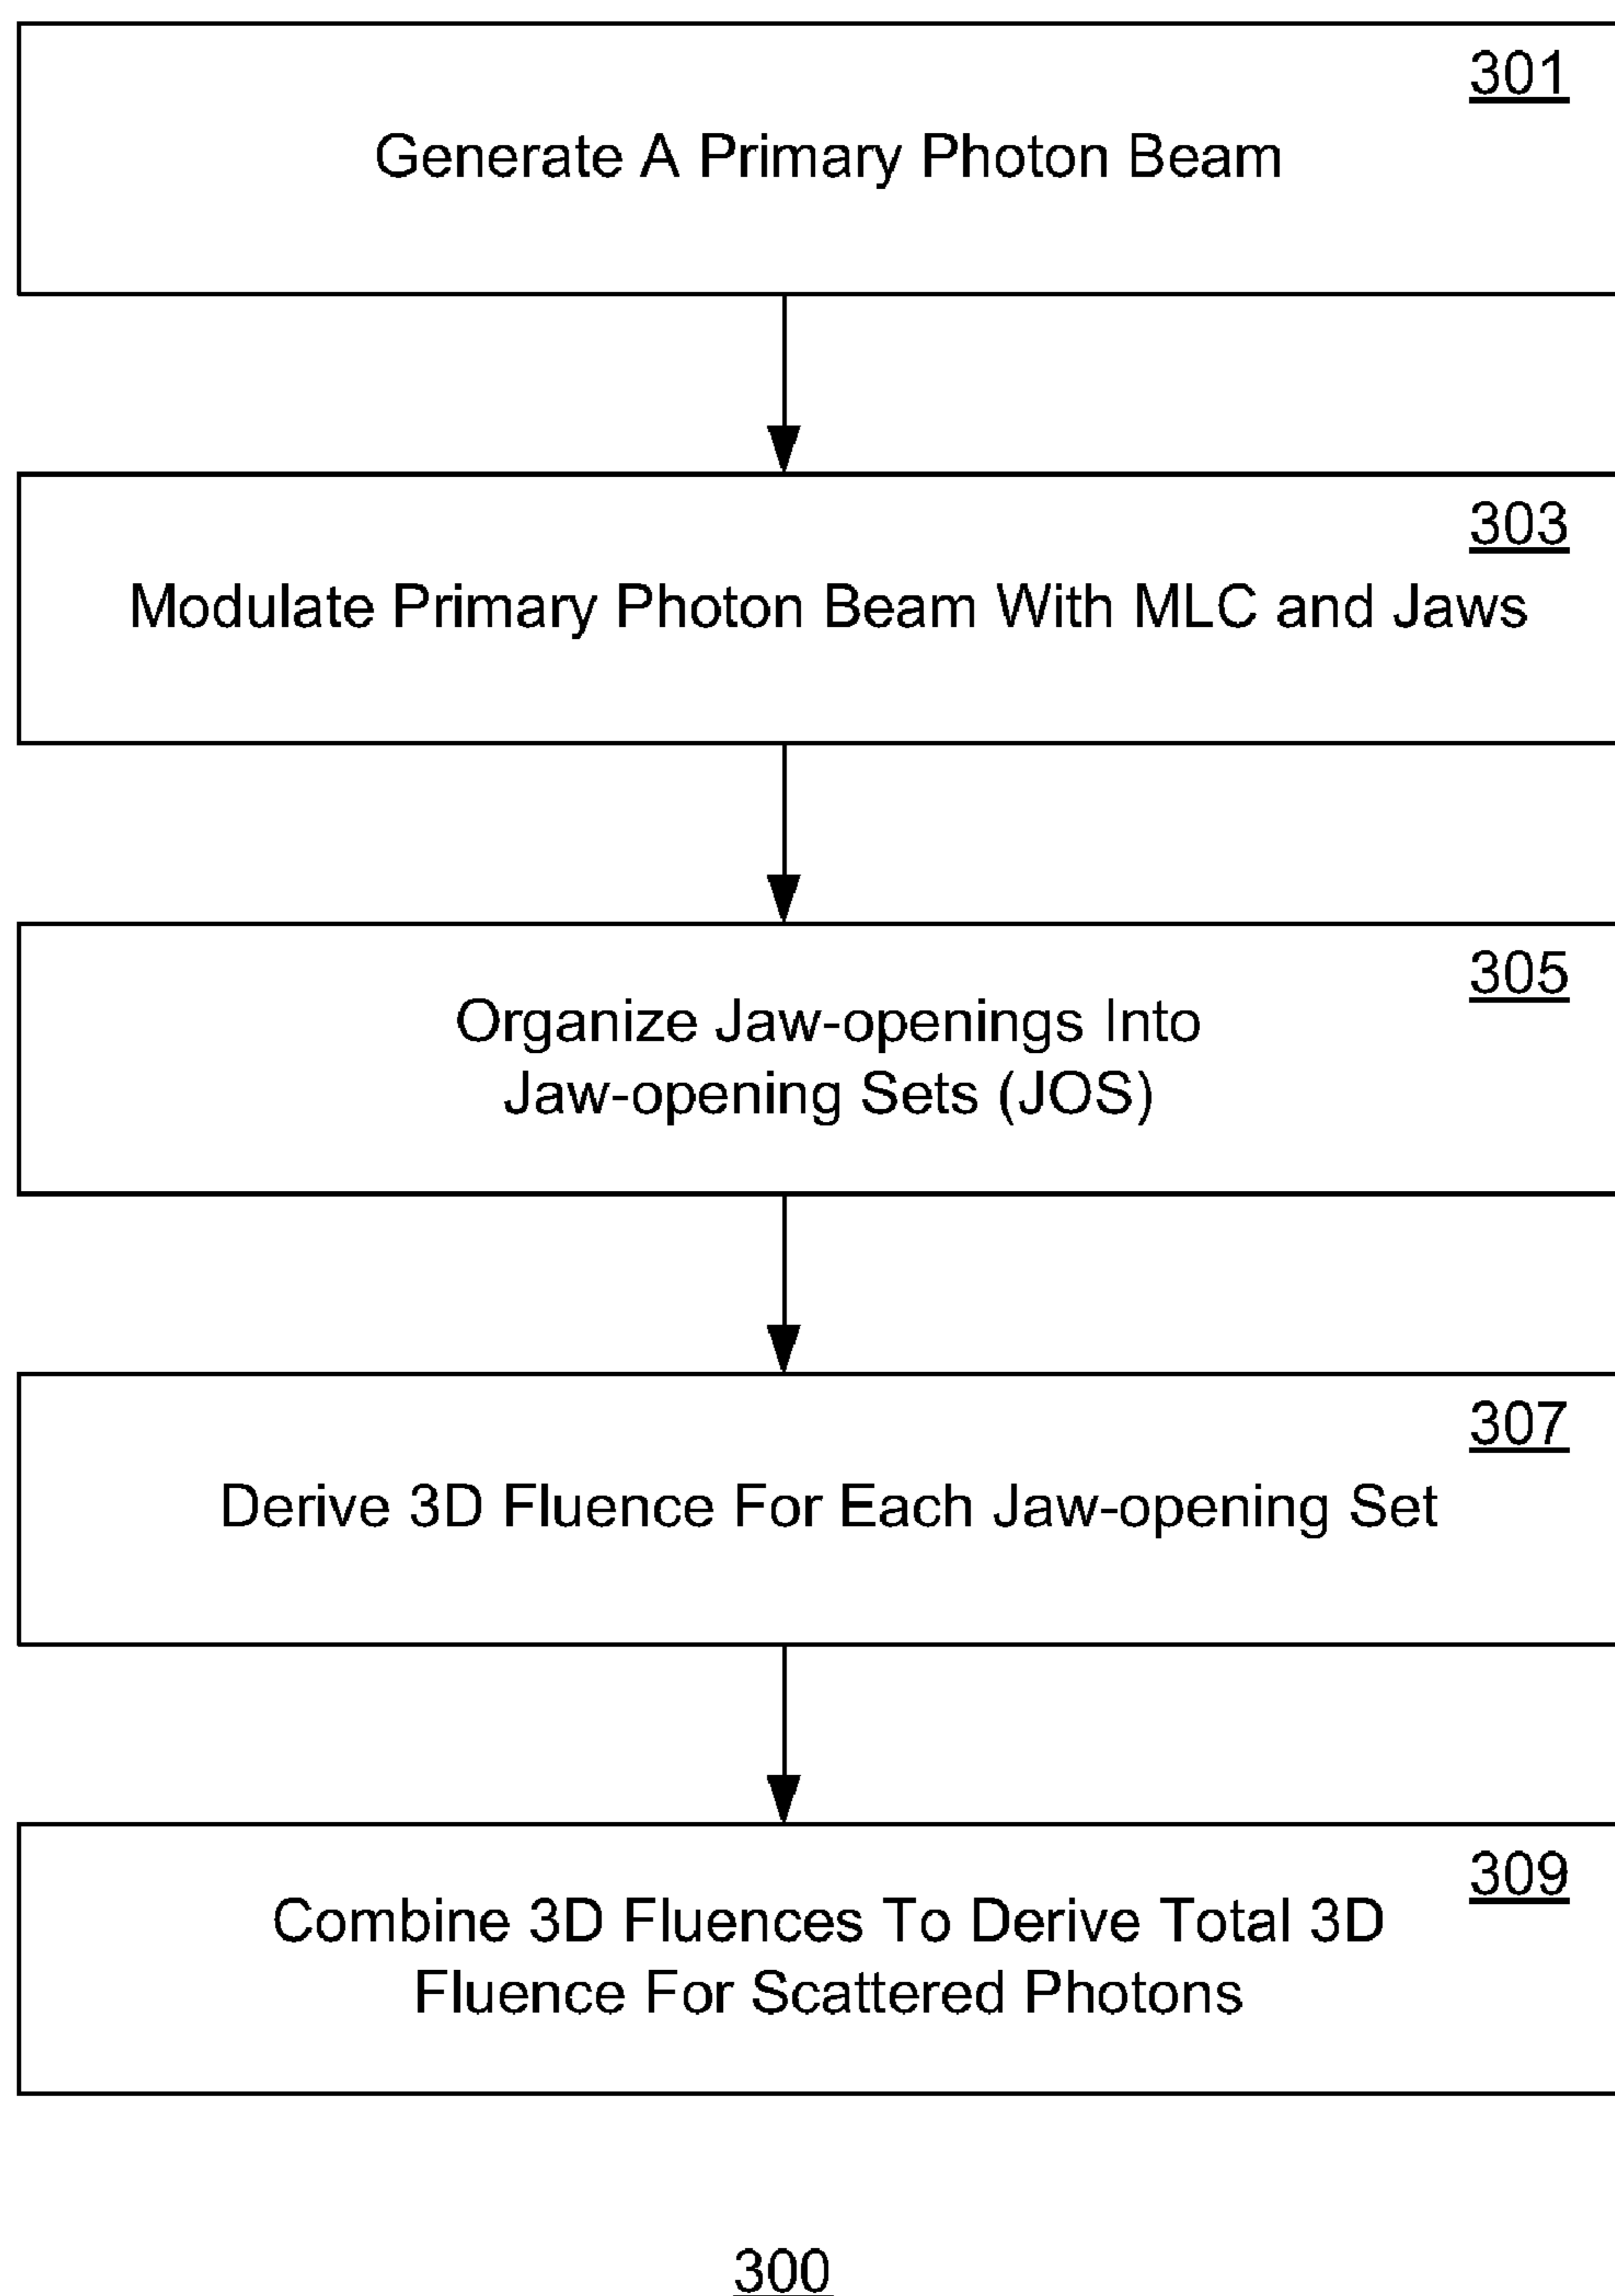 301
Generate A Primary Photon Beam
303
Modulate Primary Photon Beam With MLC and Jaws
305
Organize Jaw-openings Into
Jaw-opening Sets (JOS)
307
Derive 3D Fluence For Each Jaw-opening Set
309
Combine 3D Fluences To Derive Total 3D
Fluence For Scattered Photons
300